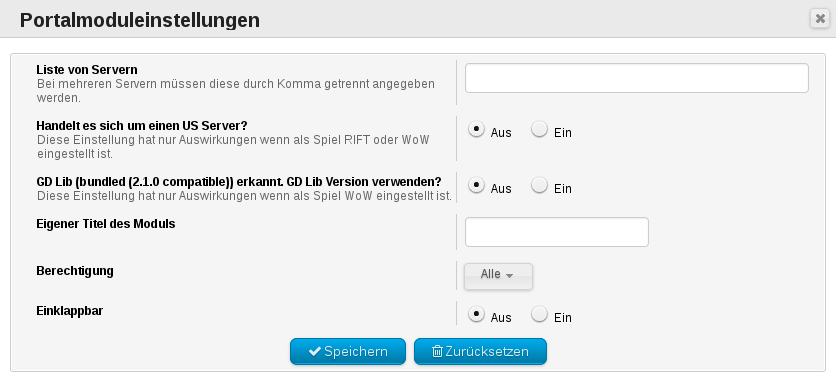 Portalmoduleinstellungen
Liste von Servern
Bei mehreren Servern müssen diese durch Komma getrennt angegeben
werden.
Handelt es sich um einen US Server?
Diese Einstellung hat nur Auswirkungen wenn als Spiel RIFT oder WoW
eingestellt ist.
Aus Ein
GD Lib (bundled (2.1.0 compatible)) erkannt. GD Lib Version verwenden?
Diese Einstellung hat nur Auswirkungen wenn als Spiel WoW eingestellt ist.
Aus Ein
Eigener Titel des Moduls
Berechtigung
Alle
Einklappbar
Aus Ein
Speichern Zurücksetzen